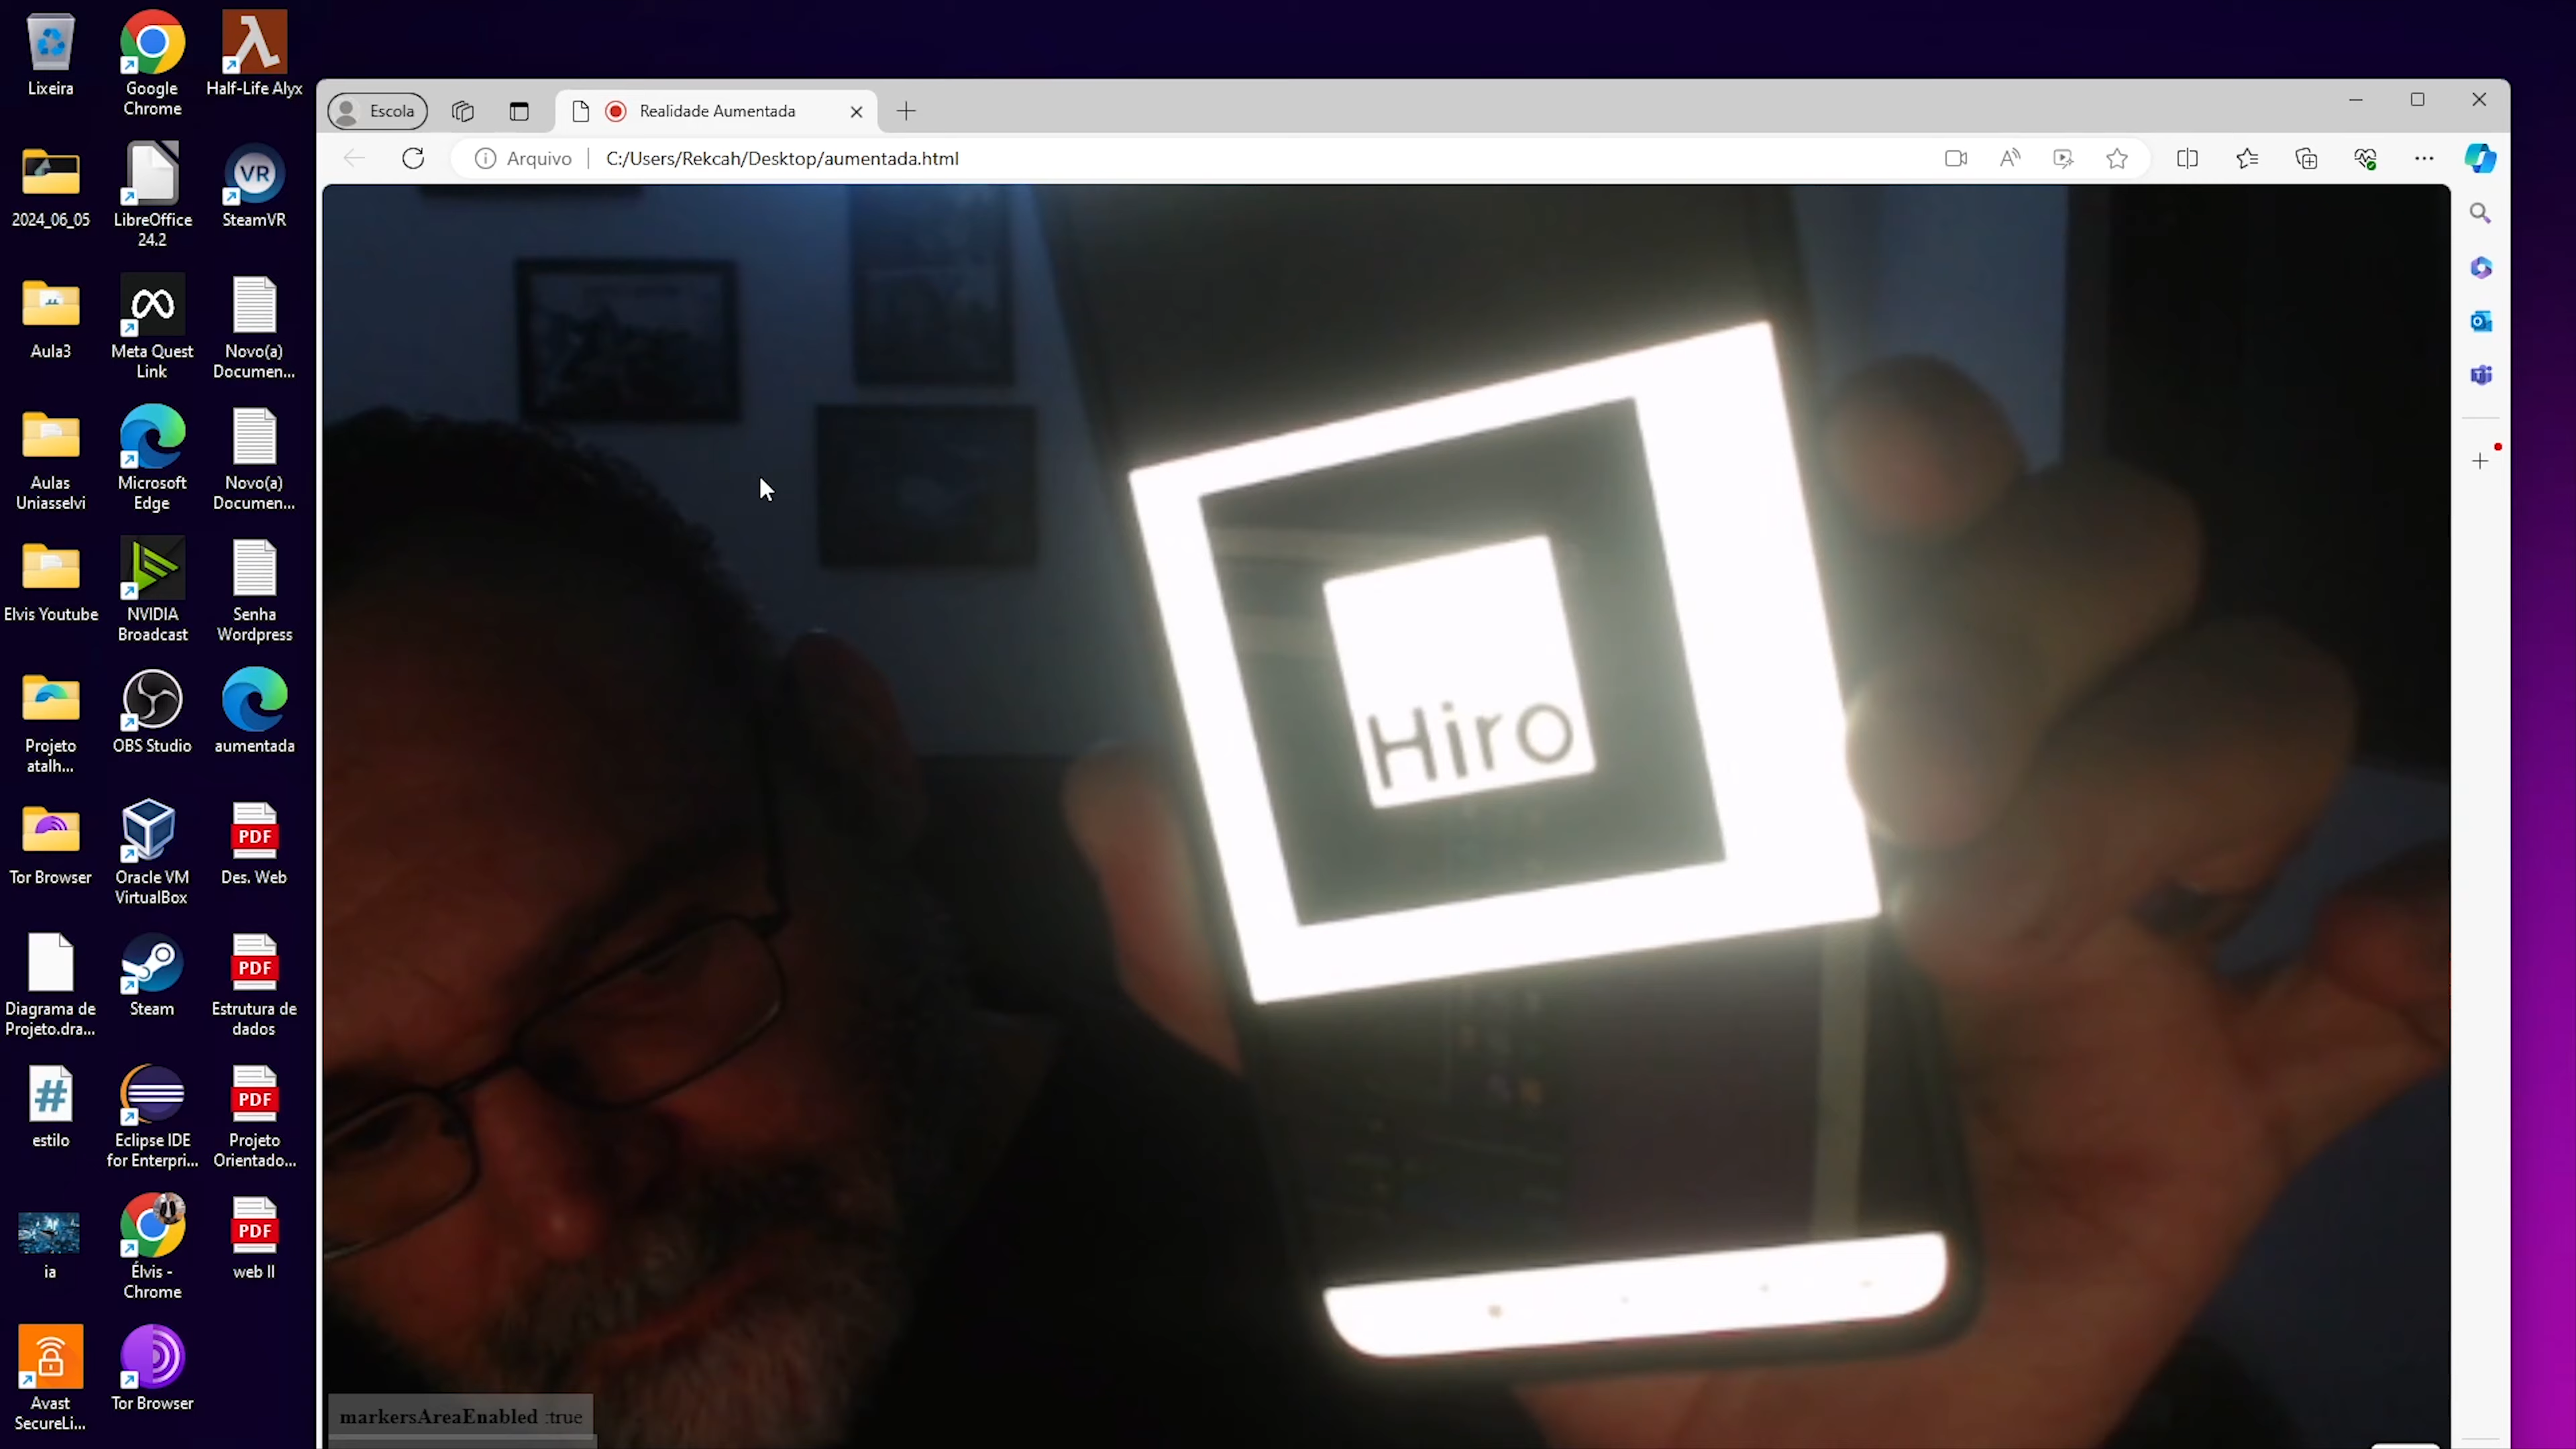 Lixeira
Google
Chrome
Half-Life Alyx
Escola
Realidade Aumentada
Arquivo
C:/Users/Rekcah/Desktop/aumentada.html
2024_06_05
LibreOffice
24.2
VR
SteamVR
Aula3
Meta Quest
Link
Novo(a)
Documen...
Aulas
Uniasselvi
Microsoft
Edge
Novo(a)
Documen...
Elvis Youtube
NVIDIA
Broadcast
Senha
Wordpress
Projeto
atalh...
OBS Studio
aumentada
Hiro
Tor Browser
Oracle VM
VirtualBox
PDF
Des. Web
Diagrama de
Projeto.dra...
Steam
PDF
Estrutura de
dados
#
estilo
Eclipse IDE
for Enterpri...
PDF
Projeto
Orientado...
ia
Élvis -
Chrome
PDF
web II
Avast
SecureLi...
Tor Browser
markersAreaEnabled :true